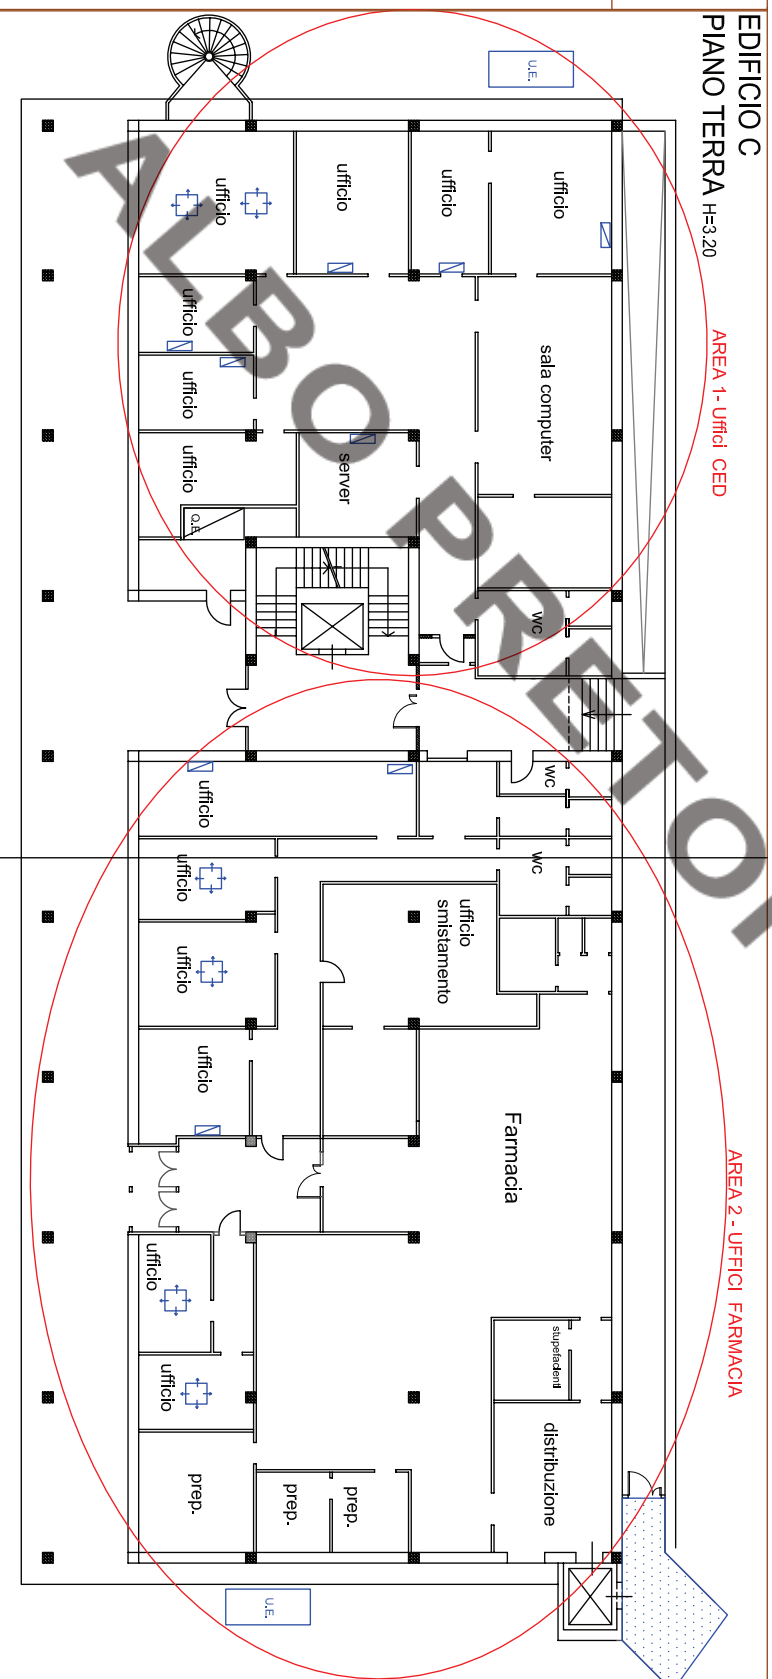 EDIFICIO C
PIANO TERRA H=3.20
AREA 1- Uffici CED
AREA 2 - UFFICI FARMACIA
U.E.
ufficio
ufficio
ufficio
ufficio
sala computer
ufficio
ufficio
ufficio
server
Q.E.
wc
wc
wc
ufficio
ufficio
ufficio
smistamento
ufficio
ufficio
Farmacia
ufficio
ufficio
stupefacienti
distribuzione
prep.
prep.
prep.
U.E.
ALBO PRETO